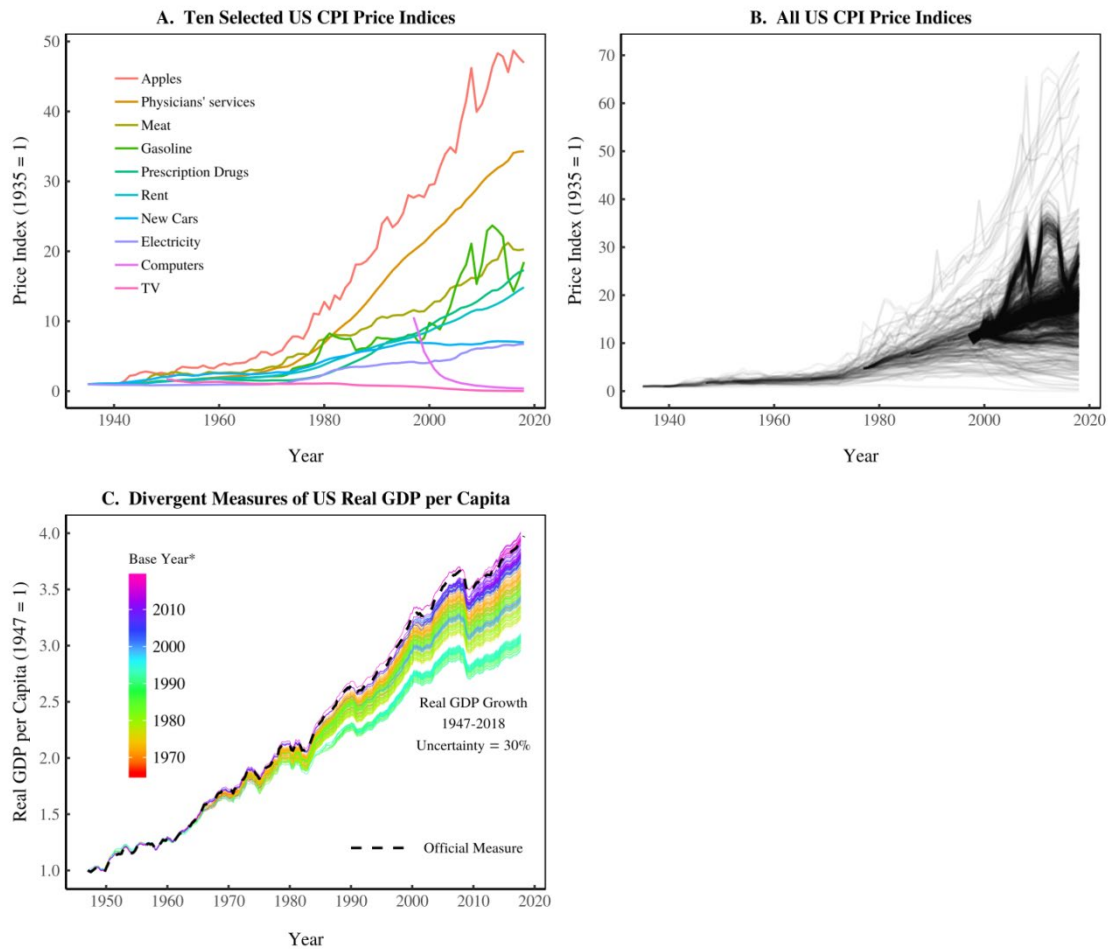 A. Ten Selected US CPI Price Indices
50
40
30
20
10
0
Price Index (1935 = 1)
Apples
Physicians' services
Meat
Gasoline
Prescription Drugs
Rent
New Cars
Electricity
Computers
TV
1940 1960 1980 2000 2020
Year
B. All US CPI Price Indices
70
60
50
40
30
20
10
0
Price Index (1935 = 1)
1940 1960 1980 2000 2020
Year
C. Divergent Measures of US Real GDP per Capita
4.0
3.5
3.0
2.5
2.0
1.5
1.0
Real GDP per Capita (1947 = 1)
Base Year*
2010
2000
1990
1980
1970
Real GDP Growth
1947-2018
Uncertainty = 30%
Official Measure
1950 1960 1970 1980 1990 2000 2010 2020
Year